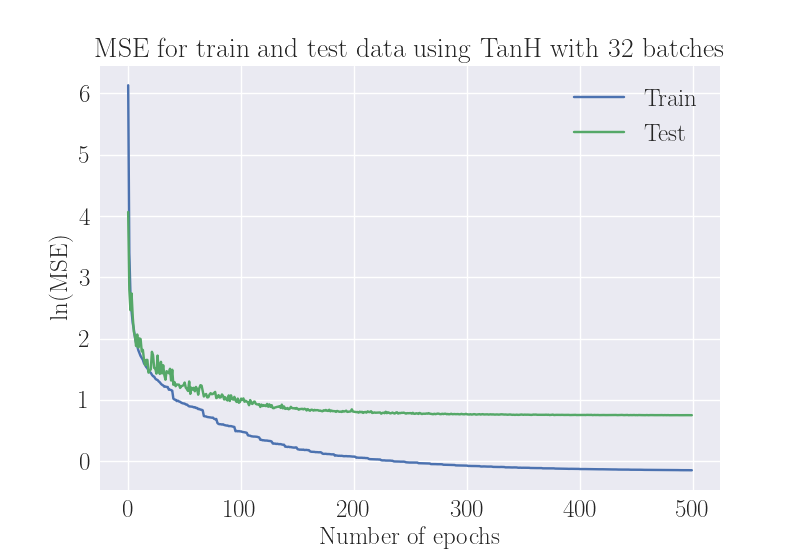 MSE for train and test data using TanH with 32 batches
6
5
4
3
2
1
0
ln(MSE)
Train
Test
0 100 200 300 400 500
Number of epochs